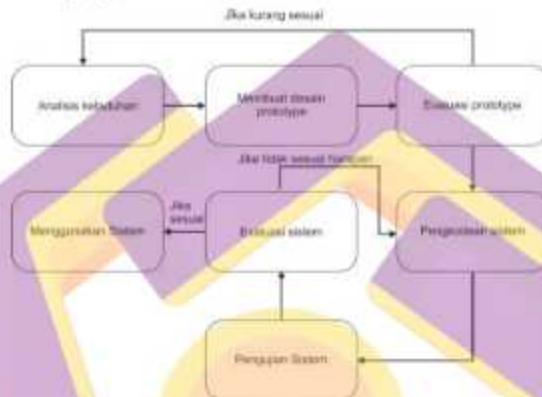 Jika kurang sesuai
Analisis kebutuhan
Membuat desain
prototype
Evaluasi prototype
Jika tidak sesuai
Menggunakan Sistem
Jika
sesuai
Evaluasi sistem
Pengkodean sistem
Pengujian Sistem